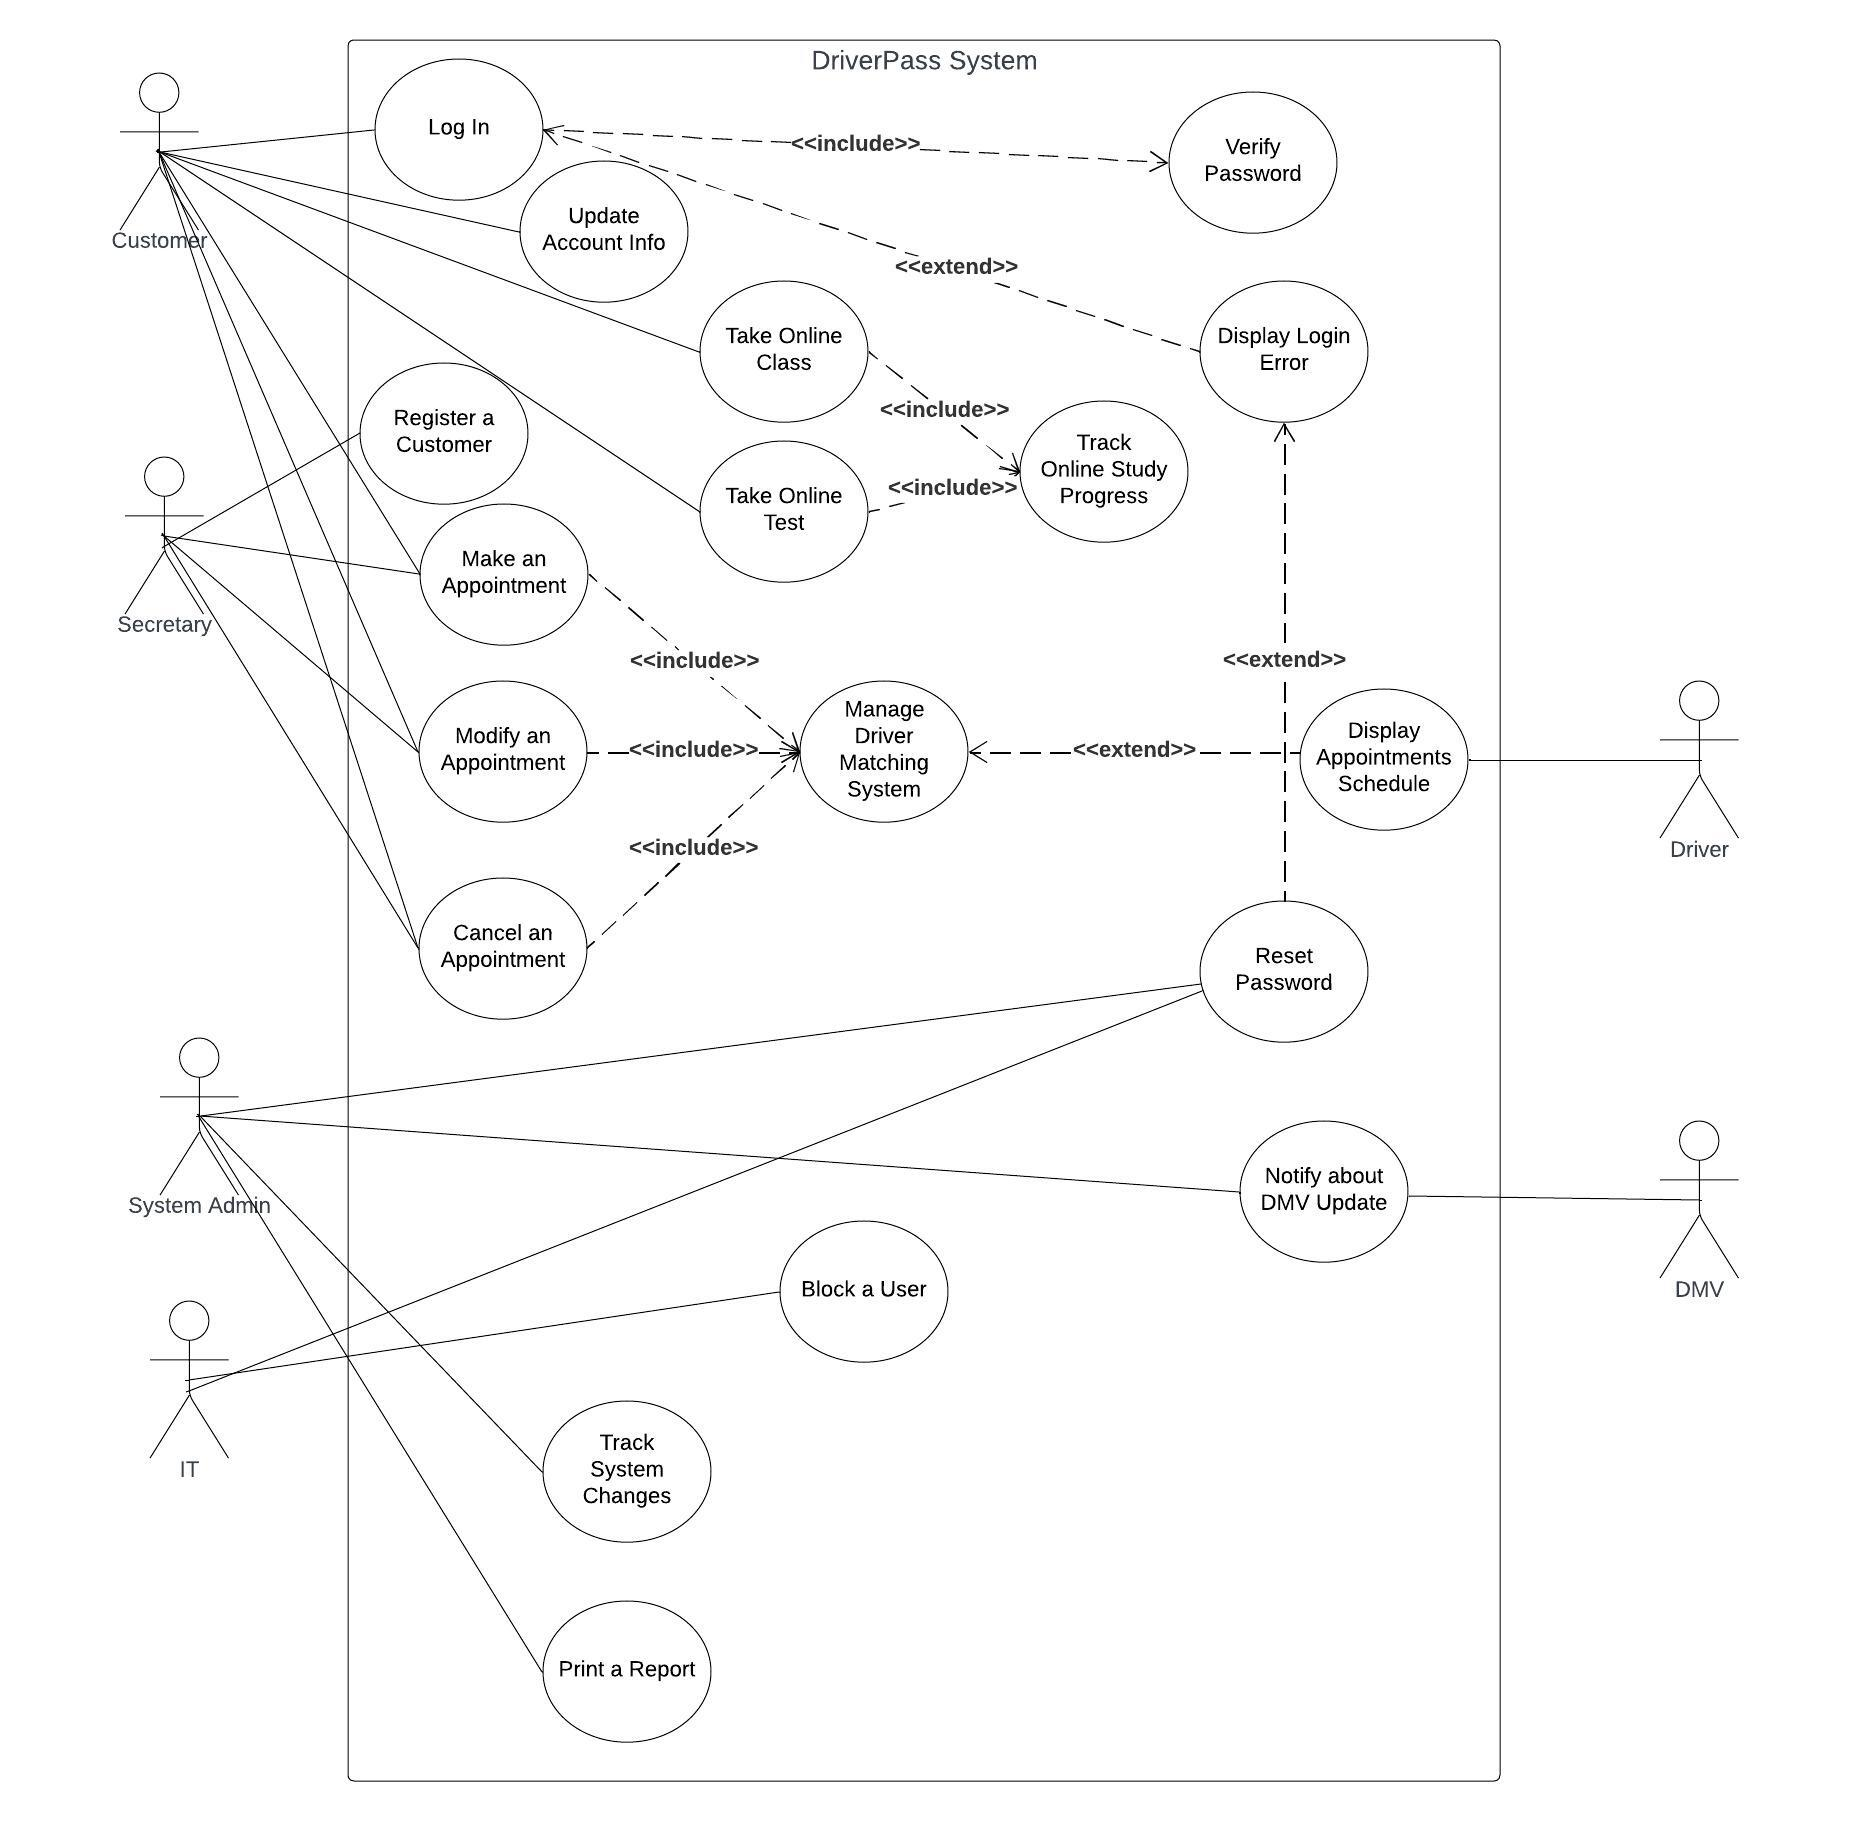 DriverPass System
Log In
<<include>>
Verify
Password
Customer
Update
Account Info
<<extend>>
Take Online
Class
Display Login
Error
<<include>>
Register a
Customer
Track
Online Study
Progress
<<include>>
Take Online
Test
Secretary
Make an
Appointment
<<include>>
<<extend>>
Modify an
Appointment
<<include>>
Manage
Driver
Matching
System
<<extend>>
Display
Appointments
Schedule
Driver
<<include>>
Cancel an
Appointment
Reset
Password
System Admin
Notify about
DMV Update
DMV
Block a User
IT
Track
System
Changes
Print a Report